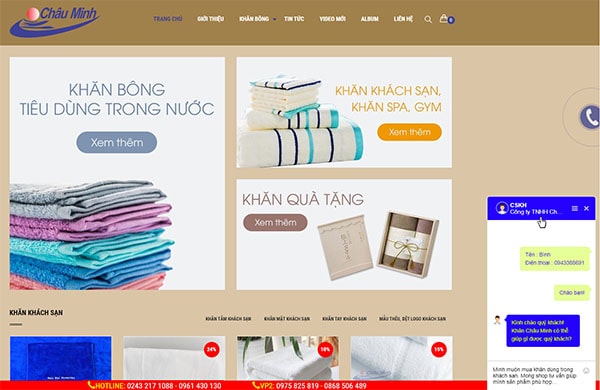 Châu Minh
TRANG CHỦ GIỚI THIỆU KHĂN BÔNG TIN TỨC VIDEO MỚI ALBUM LIÊN HỆ 0
KHĂN BÔNG
TIÊU DÙNG TRONG NƯỚC
Xem thêm
KHĂN KHÁCH SẠN,
KHĂN SPA, GYM
Xem thêm
KHĂN QUÀ TẶNG
Xem thêm
CSKH
Công ty TNHH Ch...
Tên : Bình
Điện thoại : 0943366691
Chào bạn!
Kính chào quý khách!
Khăn Châu Minh có thể
giúp gì được quý khách?
Mình muốn mua khăn dùng trong
khách sạn. Mong shop tư vấn giúp
mình sản phẩm phù hợp...
KHĂN KHÁCH SẠN
KHĂN TẮM KHÁCH SẠN KHĂN MẶT KHÁCH SẠN KHĂN TAY KHÁCH SẠN MẪU THÊU, DỆT LOGO KHÁCH SẠN
24% 18% 15%
HOTLINE: 0243 217 1088 - 0961 430 130 VP2: 0975 825 819 - 0868 506 489